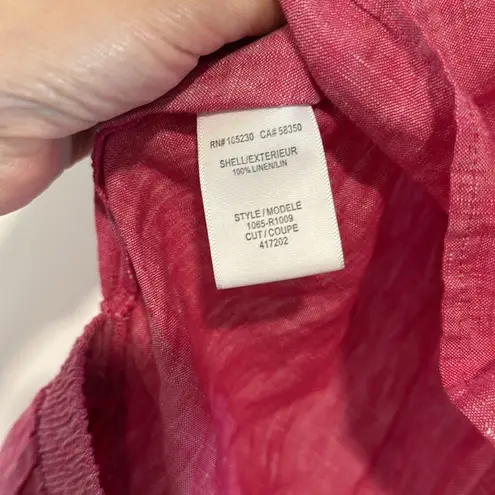 RN# 105230 CA# 58350
SHELL/EXTERIEUR
100% LINEN/LIN
STYLE / MODELE
1065-R1009
CUT / COUPE
417202